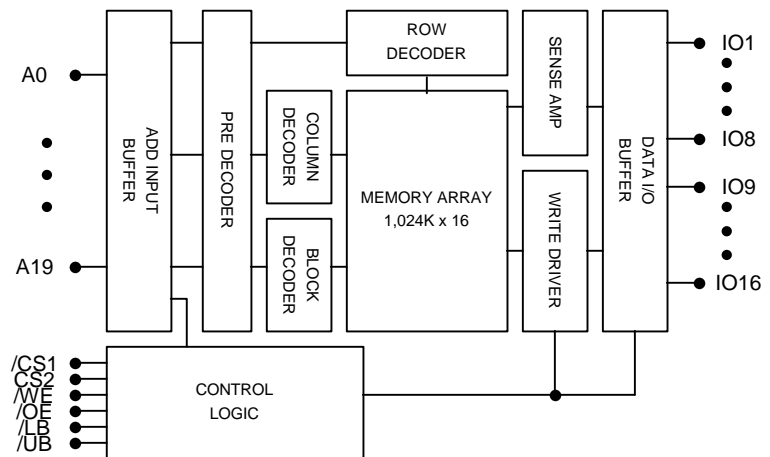 A0
A19
ADD INPUT
BUFFER
PRE DECODER
COLUMN
DECODER
BLOCK
DECODER
ROW
DECODER
MEMORY ARRAY
1,024K x 16
SENSE AMP
WRITE DRIVER
DATA I/O
BUFFER
IO1
IO8
IO9
IO16
/CS1
CS2
/WE
/OE
/LB
/UB
CONTROL
LOGIC